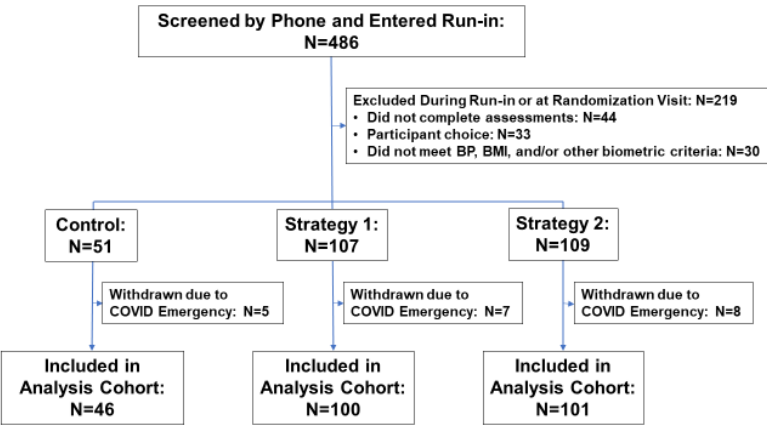 Screened by Phone and Entered Run-in:
N=486
Excluded During Run-in or at Randomization Visit: N=219
• Did not complete assessments: N=44
• Participant choice: N=33
• Did not meet BP, BMI, and/or other biometric criteria: N=30
Control:
N=51
Strategy 1:
N=107
Strategy 2:
N=109
Withdrawn due to
COVID Emergency: N=5
Withdrawn due to
COVID Emergency: N=7
Withdrawn due to
COVID Emergency: N=8
Included in
Analysis Cohort:
N=46
Included in
Analysis Cohort:
N=100
Included in
Analysis Cohort:
N=101